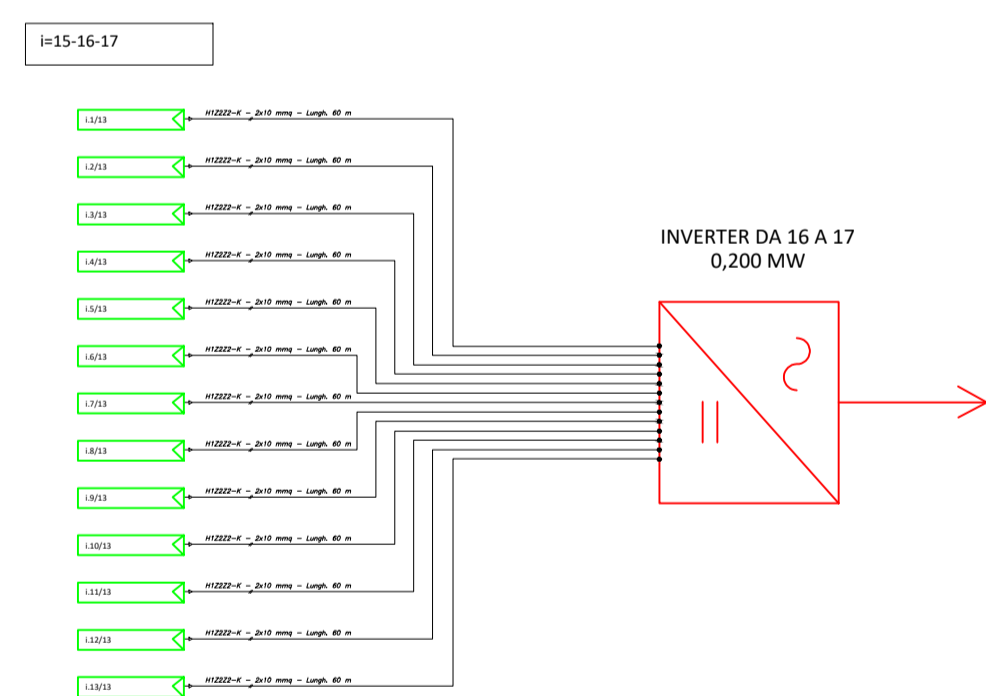 i=15-16-17
i.1/13 H1Z2Z2-K - 2x10 mmq - Lungh. 60 m
i.2/13 H1Z2Z2-K - 2x10 mmq - Lungh. 60 m
i.3/13 H1Z2Z2-K - 2x10 mmq - Lungh. 60 m
INVERTER DA 16 A 17
0,200 MW
i.4/13 H1Z2Z2-K - 2x10 mmq - Lungh. 60 m
i.5/13 H1Z2Z2-K - 2x10 mmq - Lungh. 60 m
i.6/13 H1Z2Z2-K - 2x10 mmq - Lungh. 60 m
i.7/13 H1Z2Z2-K - 2x10 mmq - Lungh. 60 m
i.8/13 H1Z2Z2-K - 2x10 mmq - Lungh. 60 m
i.9/13 H1Z2Z2-K - 2x10 mmq - Lungh. 60 m
i.10/13 H1Z2Z2-K - 2x10 mmq - Lungh. 60 m
i.11/13 H1Z2Z2-K - 2x10 mmq - Lungh. 60 m
i.12/13 H1Z2Z2-K - 2x10 mmq - Lungh. 60 m
i.13/13 H1Z2Z2-K - 2x10 mmq - Lungh. 60 m